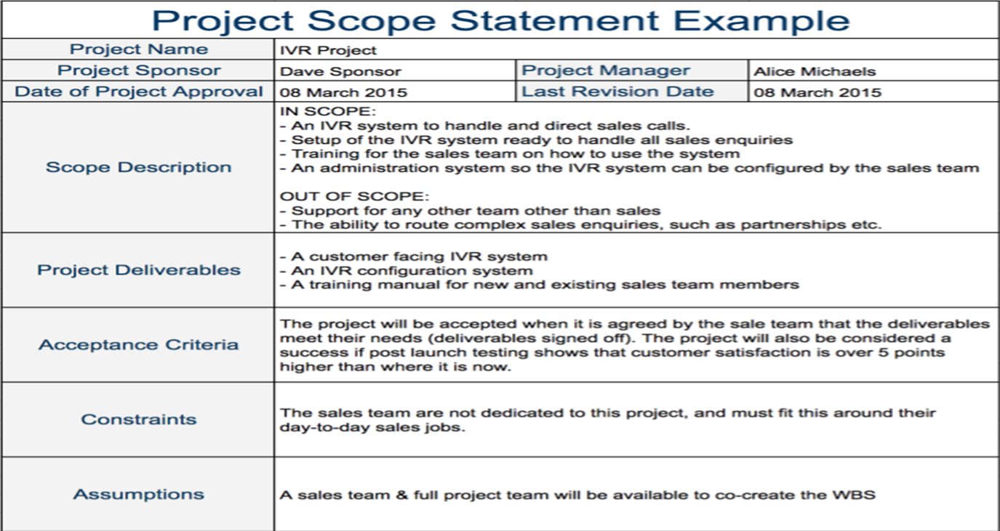 Project Scope Statement Example
Project Name
IVR Project
Project Sponsor
Dave Sponsor
Project Manager
Alice Michaels
Date of Project Approval
08 March 2015
Last Revision Date
08 March 2015
Scope Description
IN SCOPE:
- An IVR system to handle and direct sales calls.
- Setup of the IVR system ready to handle all sales enquiries
- Training for the sales team on how to use the system
- An administration system so the IVR system can be configured by the sales team
OUT OF SCOPE:
- Support for any other team other than sales
- The ability to route complex sales enquiries, such as partnerships etc.
Project Deliverables
- A customer facing IVR system
- An IVR configuration system
- A training manual for new and existing sales team members
Acceptance Criteria
The project will be accepted when it is agreed by the sale team that the deliverables
meet their needs (deliverables signed off). The project will also be considered a
success if post launch testing shows that customer satisfaction is over 5 points
higher than where it is now.
Constraints
The sales team are not dedicated to this project, and must fit this around their
day-to-day sales jobs.
Assumptions
A sales team & full project team will be available to co-create the WBS